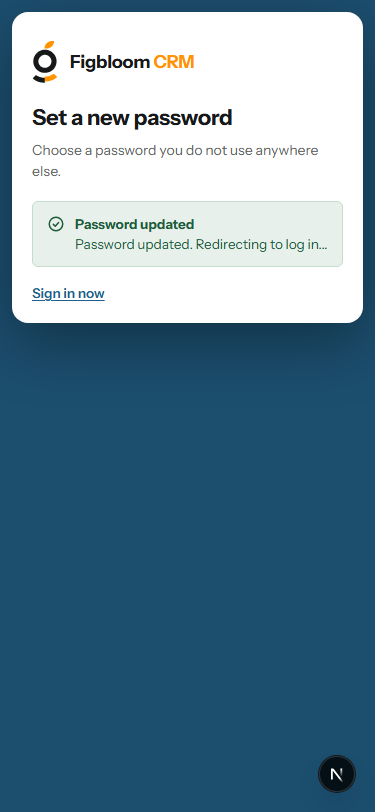 Figbloom CRM
Set a new password
Choose a password you do not use anywhere
else.
Password updated
Password updated. Redirecting to log in...
Sign in now
N